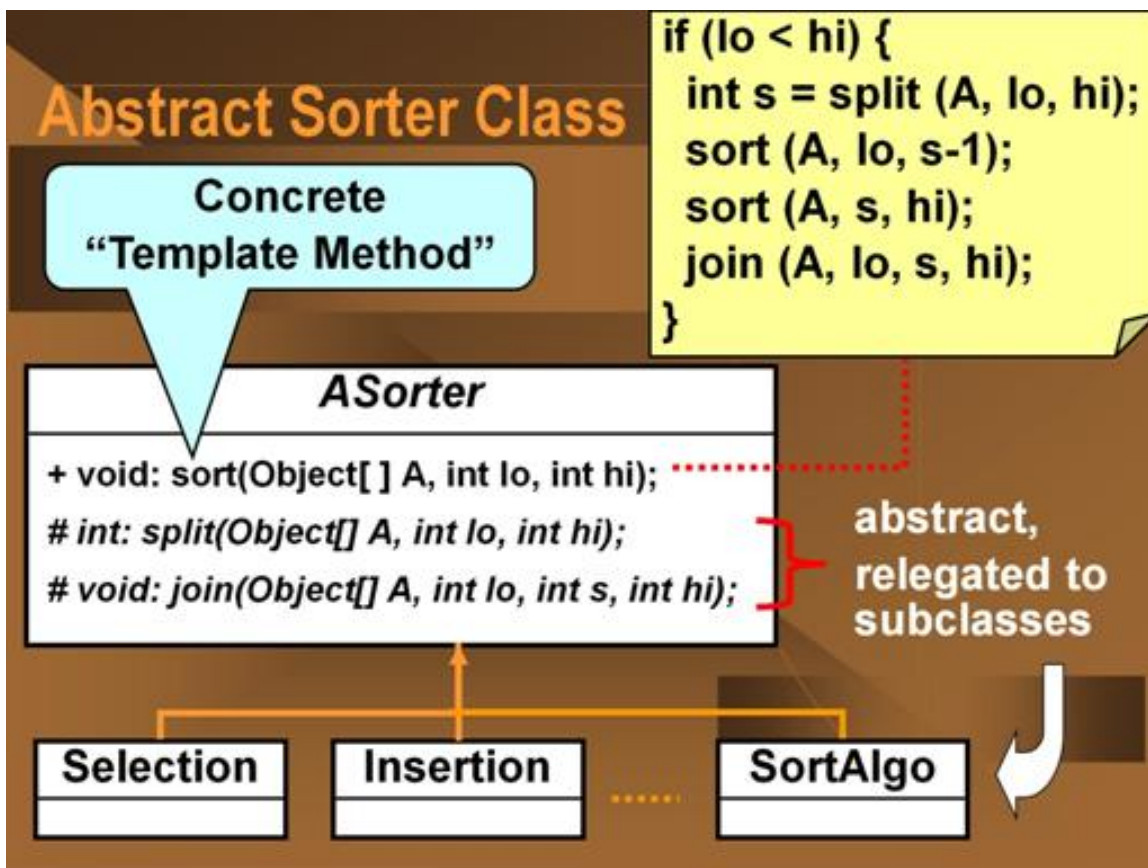 Abstract Sorter Class
if (lo < hi) {
int s = split (A, lo, hi);
sort (A, lo, s-1);
sort (A, s, hi);
join (A, lo, s, hi);
}
Concrete
“Template Method”
ASorter
+ void: sort(Object[ ] A, int lo, int hi);
# int: split(Object[] A, int lo, int hi);
# void: join(Object[] A, int lo, int s, int hi);
abstract,
relegated to
subclasses
Selection
Insertion
SortAlgo